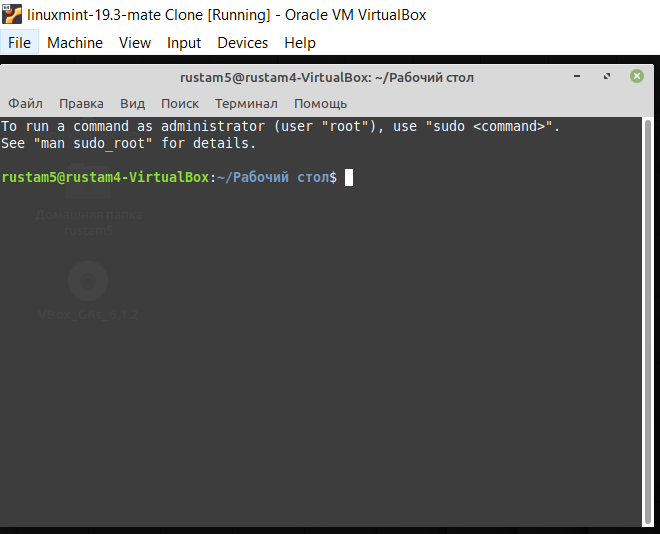 linuxmint-19.3-mate Clone [Running] - Oracle VM VirtualBox
File Machine View Input Devices Help
rustam5@rustam4-VirtualBox: ~/Рабочий стол
Файл Правка Вид Поиск Терминал Помощь
To run a command as administrator (user "root"), use "sudo <command>".
See "man sudo_root" for details.
rustam5@rustam4-VirtualBox:~/Рабочий стол$
Домашняя папка
rustam5
VBox_GAs_6.1.2